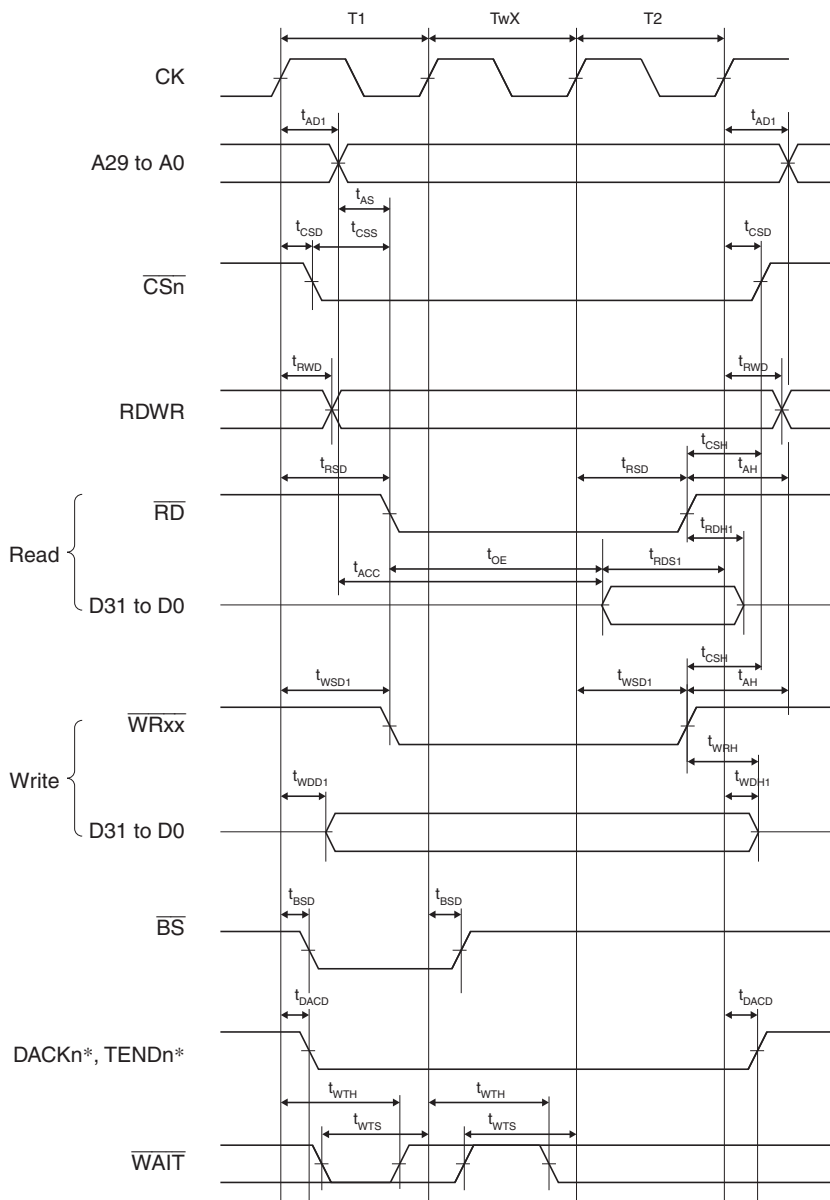 T1 TwX T2
CK
tAD1 tAD1
A29 to A0
tAS
tCSD tCSS tCSD
CSn
tRWD tRWD
RDWR
tCSH
tRSD tRSD tAH
RD
tRDH1
Read
tOE
tACC tRDS1
D31 to D0
tCSH
tWSD1 tWSD1 tAH
WRxx
tWRH
Write
tWDD1 tWDH1
D31 to D0
tBSD tBSD
BS
tDACD tDACD
DACKn*, TENDn*
tWTH tWTH
tWTS tWTS
WAIT